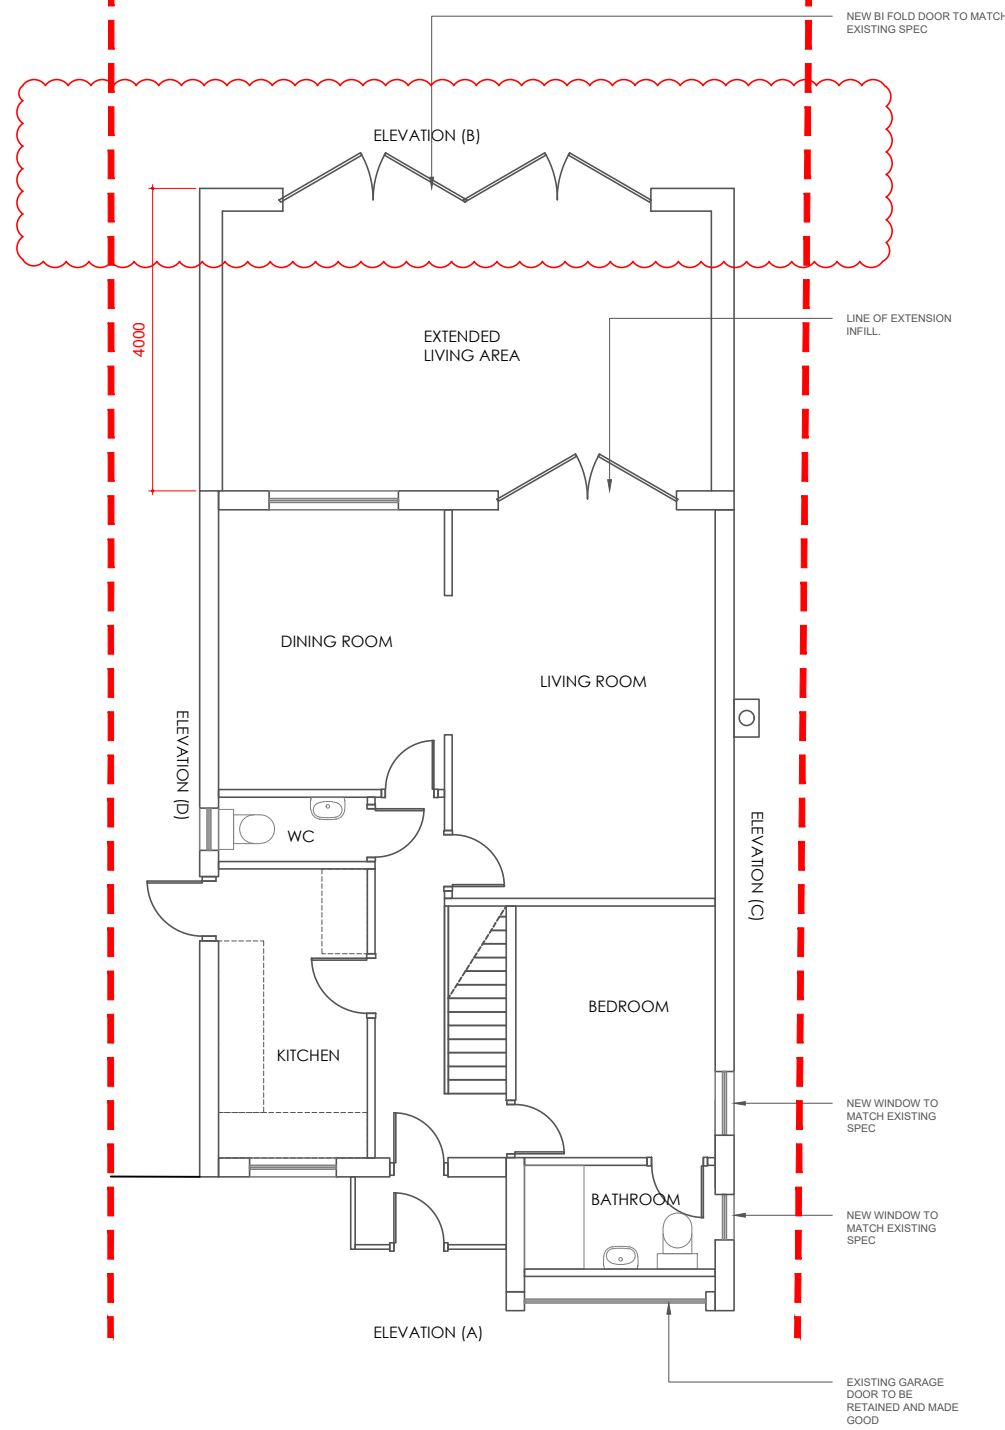 NEW BI FOLD DOOR TO MATCH
EXISTING SPEC
ELEVATION (B)
4000
EXTENDED
LIVING AREA
LINE OF EXTENSION
INFILL.
DINING ROOM
LIVING ROOM
ELEVATION (D)
WC
ELEVATION (C)
BEDROOM
KITCHEN
NEW WINDOW TO
MATCH EXISTING
SPEC
BATHROOM
NEW WINDOW TO
MATCH EXISTING
SPEC
ELEVATION (A)
EXISTING GARAGE
DOOR TO BE
RETAINED AND MADE
GOOD